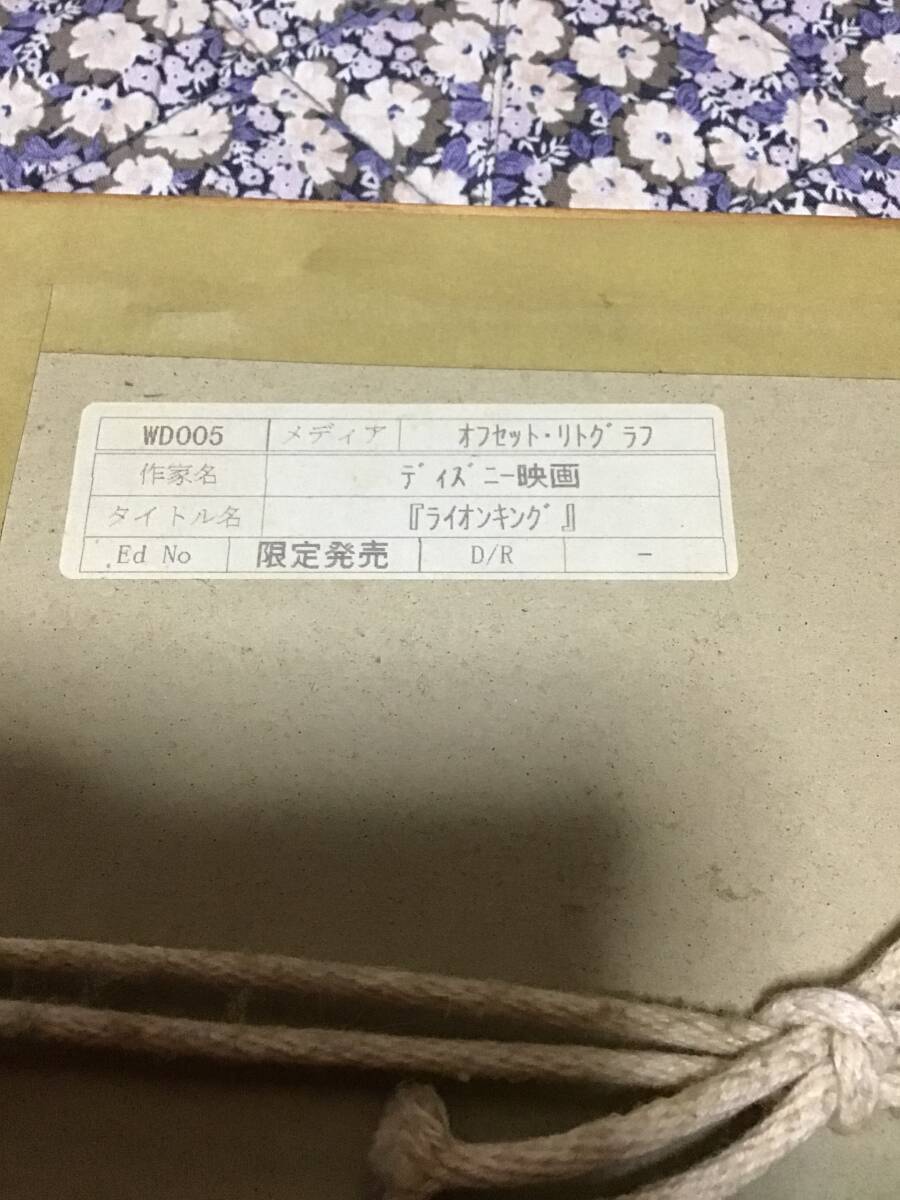 WD005 メディア オフセット・リトグラフ
作家名 ディズニー映画
タイトル名 『ライオンキング』
Ed No 限定発売 D/R -